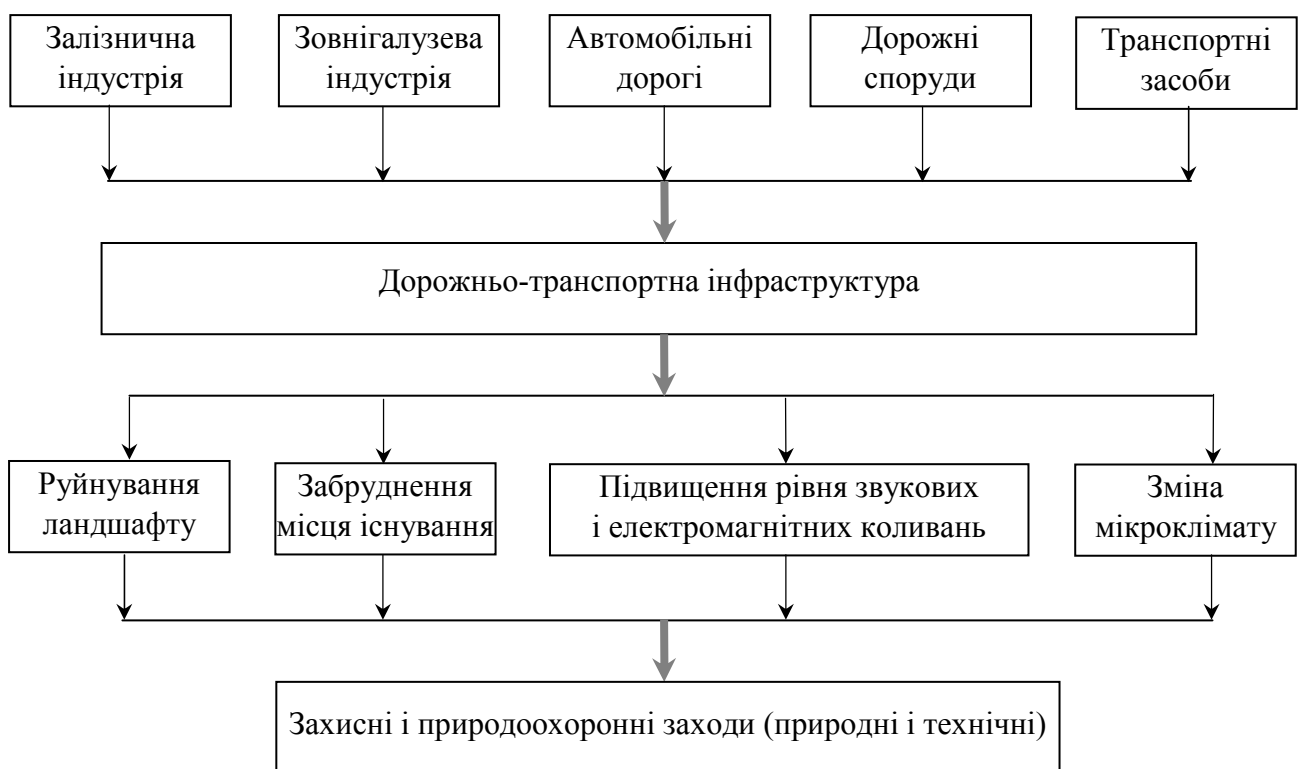 Залізнична
індустрія
Зовнігалузева
індустрія
Автомобільні
дорогі
Дорожні
споруди
Транспортні
засоби
Дорожньо-транспортна інфраструктура
Руйнування
ландшафту
Забруднення
місця існування
Підвищення рівня звукових
і електромагнітних коливань
Зміна
мікроклімату
Захисні і природоохоронні заходи (природні і технічні)